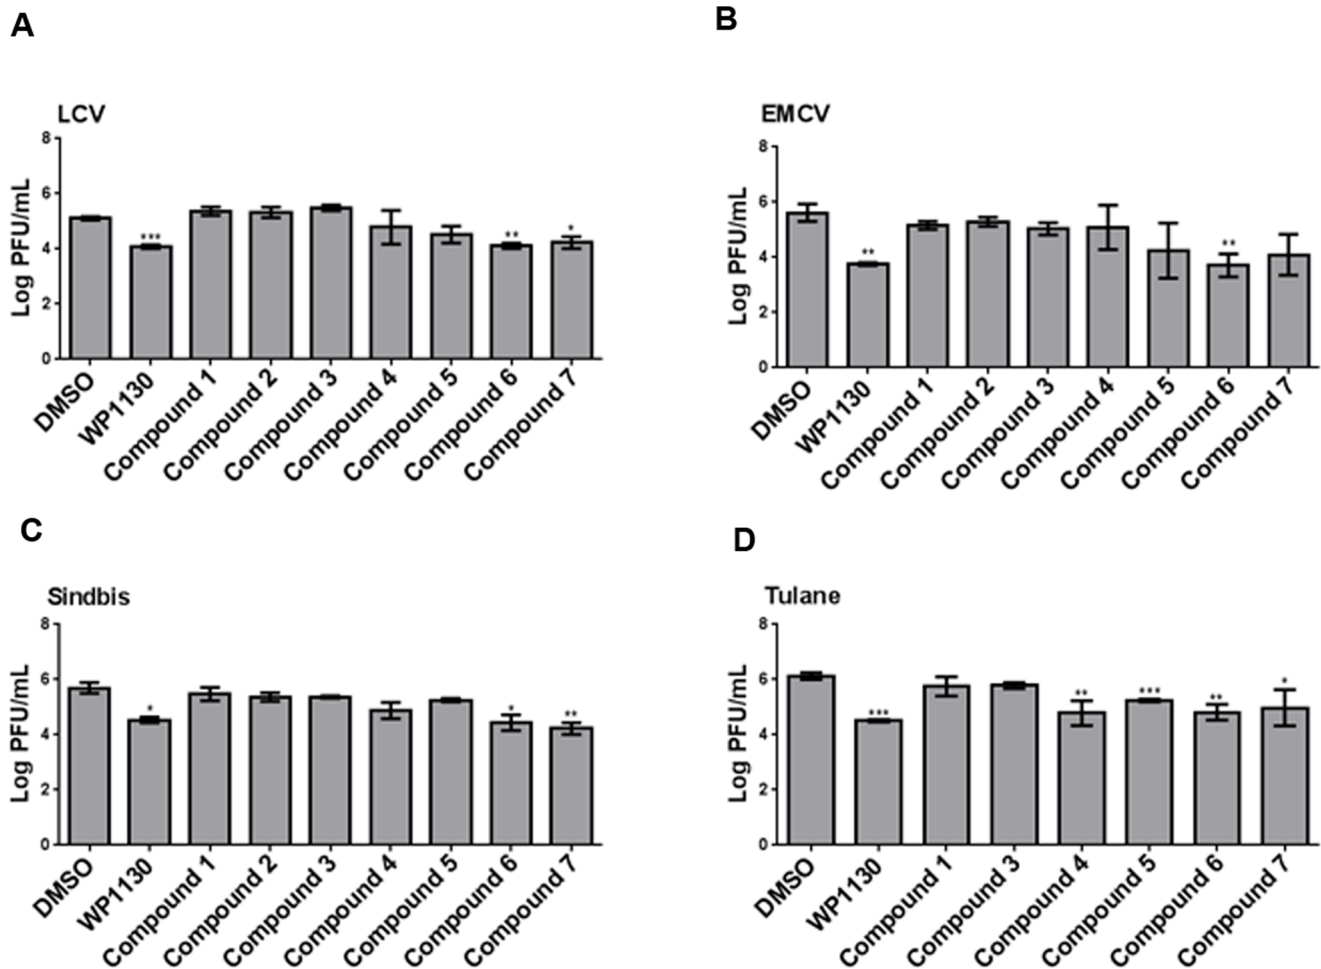 A
LCV
Log PFU/mL
8
6
4
2
0
***
**
*
DMSO
WP1130
Compound 1
Compound 2
Compound 3
Compound 4
Compound 5
Compound 6
Compound 7
B
EMCV
Log PFU/mL
8
6
4
2
0
**
**
DMSO
WP1130
Compound 1
Compound 2
Compound 3
Compound 4
Compound 5
Compound 6
Compound 7
C
Sindbis
Log PFU/mL
8
6
4
2
0
*
*
**
DMSO
WP1130
Compound 1
Compound 2
Compound 3
Compound 4
Compound 5
Compound 6
Compound 7
D
Tulane
Log PFU/mL
8
6
4
2
0
***
**
***
**
*
DMSO
WP1130
Compound 1
Compound 3
Compound 4
Compound 5
Compound 6
Compound 7